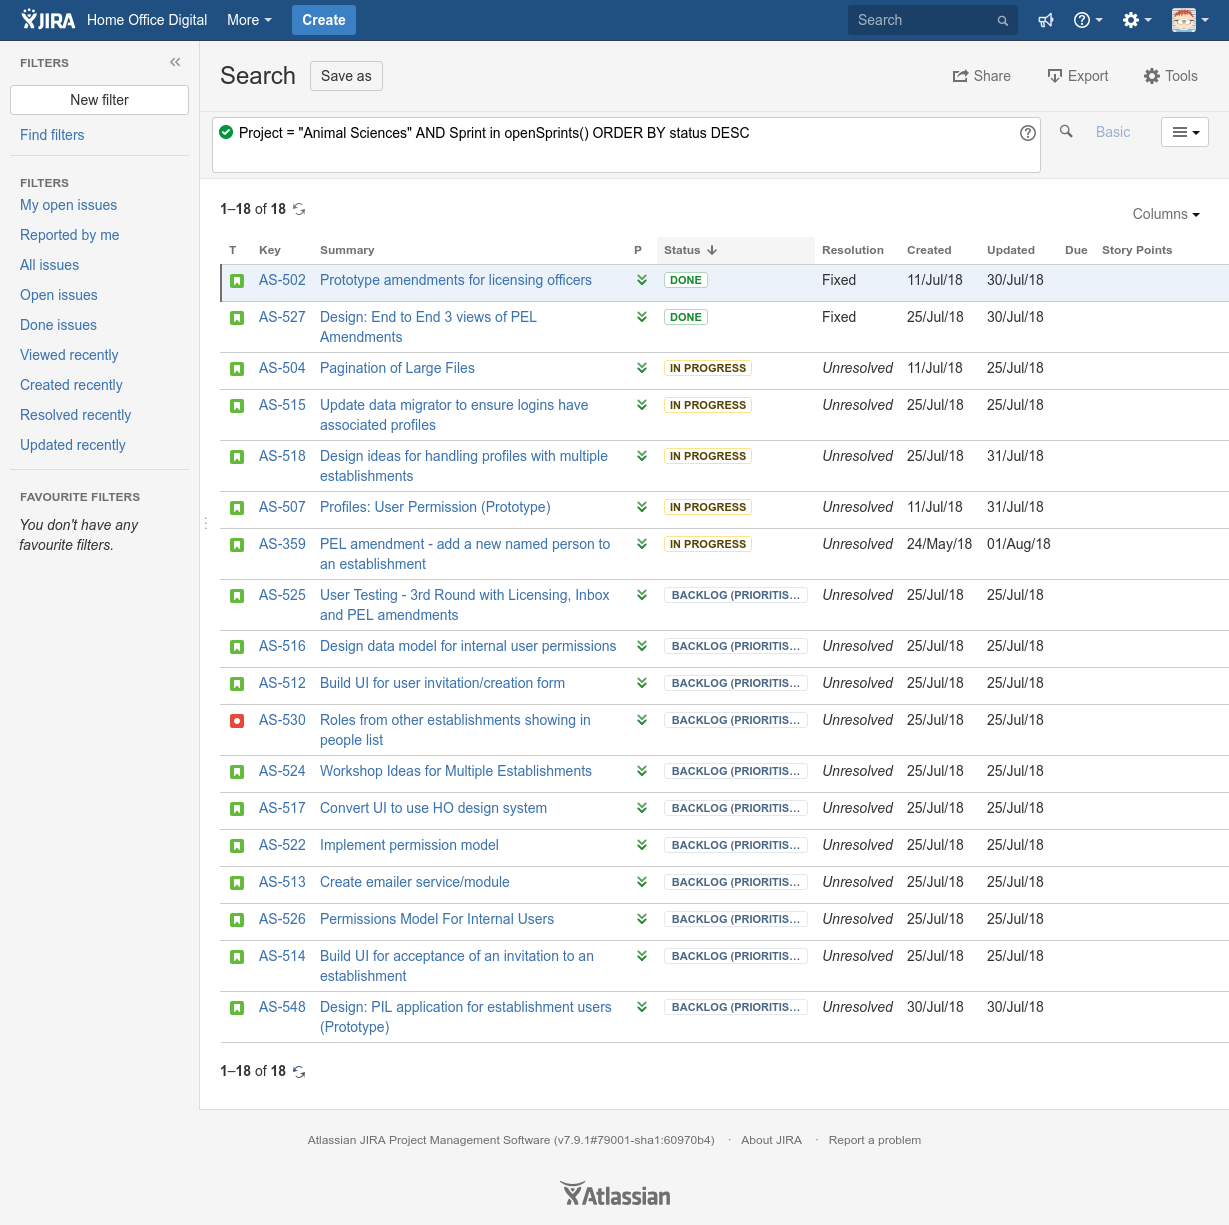 JIRA Home Office Digital More Create Search
FILTERS
New filter
Find filters
FILTERS
My open issues
Reported by me
All issues
Open issues
Done issues
Viewed recently
Created recently
Resolved recently
Updated recently
FAVOURITE FILTERS
You don't have any
favourite filters.
Search Save as Share Export Tools
Project = "Animal Sciences" AND Sprint in openSprints() ORDER BY status DESC Basic
1–18 of 18
Columns
T Key Summary P Status Resolution Created Updated Due Story Points
AS-502 Prototype amendments for licensing officers DONE Fixed 11/Jul/18 30/Jul/18
AS-527 Design: End to End 3 views of PEL DONE Fixed 25/Jul/18 30/Jul/18
Amendments
AS-504 Pagination of Large Files IN PROGRESS Unresolved 11/Jul/18 25/Jul/18
AS-515 Update data migrator to ensure logins have IN PROGRESS Unresolved 25/Jul/18 25/Jul/18
associated profiles
AS-518 Design ideas for handling profiles with multiple IN PROGRESS Unresolved 25/Jul/18 31/Jul/18
establishments
AS-507 Profiles: User Permission (Prototype) IN PROGRESS Unresolved 11/Jul/18 31/Jul/18
AS-359 PEL amendment - add a new named person to IN PROGRESS Unresolved 24/May/18 01/Aug/18
an establishment
AS-525 User Testing - 3rd Round with Licensing, Inbox BACKLOG (PRIORITIS... Unresolved 25/Jul/18 25/Jul/18
and PEL amendments
AS-516 Design data model for internal user permissions BACKLOG (PRIORITIS... Unresolved 25/Jul/18 25/Jul/18
AS-512 Build UI for user invitation/creation form BACKLOG (PRIORITIS... Unresolved 25/Jul/18 25/Jul/18
AS-530 Roles from other establishments showing in BACKLOG (PRIORITIS... Unresolved 25/Jul/18 25/Jul/18
people list
AS-524 Workshop Ideas for Multiple Establishments BACKLOG (PRIORITIS... Unresolved 25/Jul/18 25/Jul/18
AS-517 Convert UI to use HO design system BACKLOG (PRIORITIS... Unresolved 25/Jul/18 25/Jul/18
AS-522 Implement permission model BACKLOG (PRIORITIS... Unresolved 25/Jul/18 25/Jul/18
AS-513 Create emailer service/module BACKLOG (PRIORITIS... Unresolved 25/Jul/18 25/Jul/18
AS-526 Permissions Model For Internal Users BACKLOG (PRIORITIS... Unresolved 25/Jul/18 25/Jul/18
AS-514 Build UI for acceptance of an invitation to an BACKLOG (PRIORITIS... Unresolved 25/Jul/18 25/Jul/18
establishment
AS-548 Design: PIL application for establishment users BACKLOG (PRIORITIS... Unresolved 30/Jul/18 30/Jul/18
(Prototype)
1–18 of 18
Atlassian JIRA Project Management Software (v7.9.1#79001-sha1:60970b4) · About JIRA · Report a problem
Atlassian